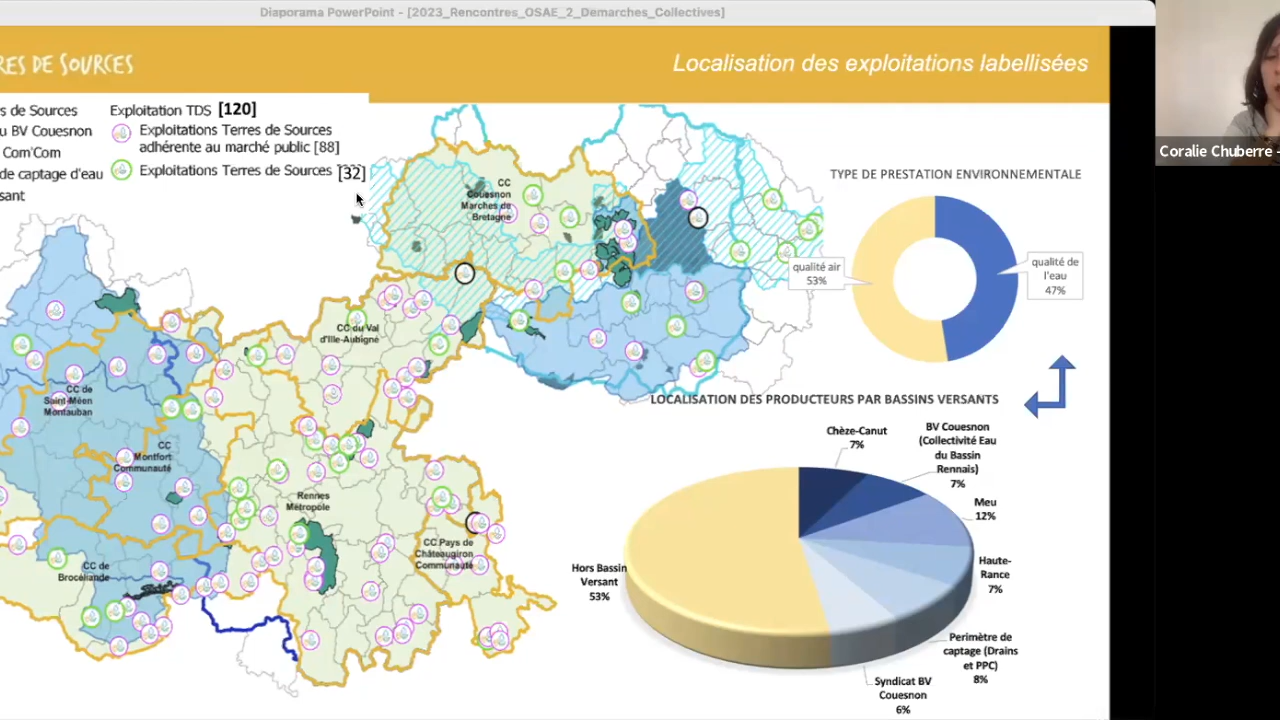 Diaporama PowerPoint - [2023_Rencontres_OSAE_2_Demarches_Collectives]
RES DE SOURCES
Localisation des exploitations labellisées
s de Sources
u BV Couesnon
Com'Com
de captage d'eau
sant
Exploitation TDS [120]
Exploitations Terres de Sources
adhérente au marché public [88]
Exploitations Terres de Sources [32]
CC
Couesnon
Marches de
Bretagne
CC du Val
d'Ille-Aubigné
CC de
Saint-Méen
Montauban
CC
Montfort
Communauté
Rennes
Métropole
CC Pays de
Châteaugiron
Communauté
CC de
Brocéliande
TYPE DE PRESTATION ENVIRONNEMENTALE
qualité air
53%
qualité de
l'eau
47%
LOCALISATION DES PRODUCTEURS PAR BASSINS VERSANTS
Chèze-Canut
7%
BV Couesnon
(Collectivité Eau
du Bassin
Rennais)
7%
Meu
12%
Haute-
Rance
7%
Hors Bassin
Versant
53%
Perimètre de
captage (Drains
et PPC)
8%
Syndicat BV
Couesnon
6%
Coralie Chuberre -